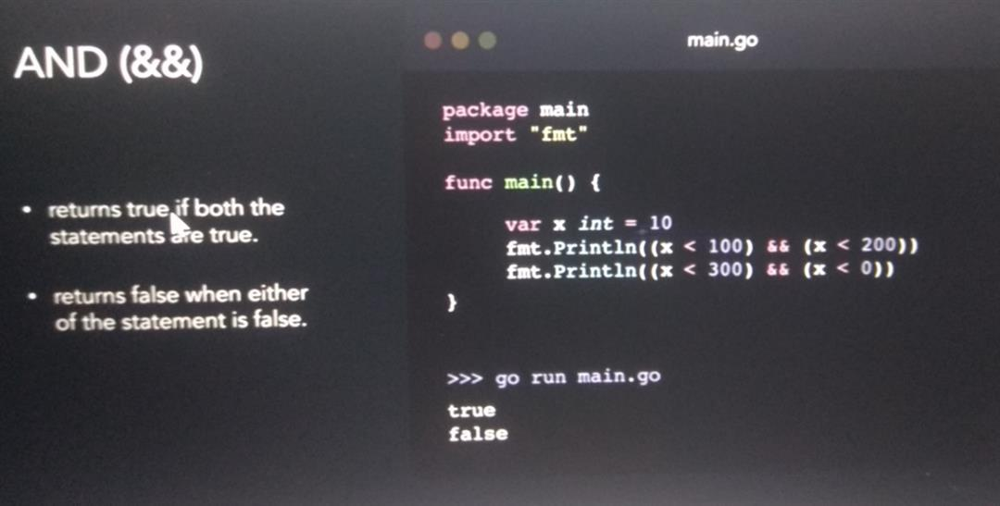 AND (&&)
returns true if both the
statements are true.
returns false when either
of the statement is false.
main.go
package main
import "fmt"
func main() {
var x int = 10
fmt.Println((x < 100) && (x < 200))
fmt.Println((x < 300) && (x < 0))
}
>>> go run main.go
true
false